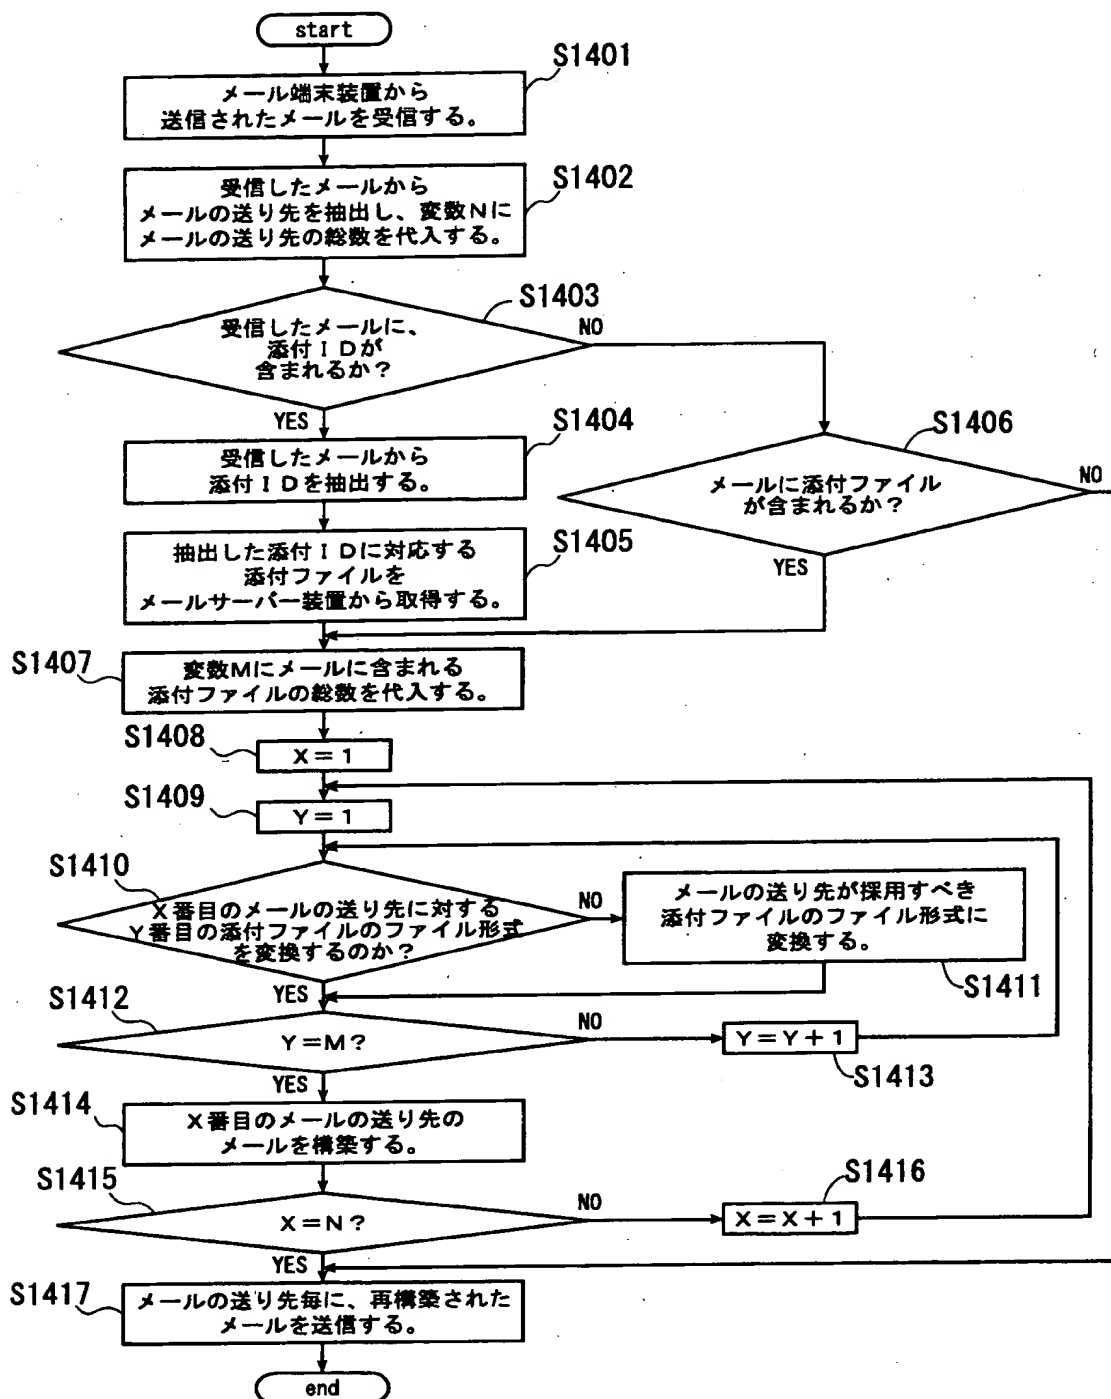 start
S1401
メール端末装置から
送信されたメールを受信する。
S1402
受信したメールから
メールの送り先を抽出し、変数Nに
メールの送り先の総数を代入する。
S1403
受信したメールに、
添付IDが
含まれるか?
NO
YES
S1404
受信したメールから
添付IDを抽出する。
S1406
メールに添付ファイル
が含まれるか?
NO
YES
S1405
抽出した添付IDに対応する
添付ファイルを
メールサーバー装置から取得する。
S1407
変数Mにメールに含まれる
添付ファイルの総数を代入する。
S1408
X=1
S1409
Y=1
S1410
X番目のメールの送り先に対する
Y番目の添付ファイルのファイル形式
を変換するのか?
NO
YES
メールの送り先が採用すべき
添付ファイルのファイル形式に
変換する。
S1411
S1412
Y=M?
NO
YES
Y=Y+1
S1413
S1414
X番目のメールの送り先の
メールを構築する。
S1415
X=N?
NO
YES
S1416
X=X+1
S1417
メールの送り先毎に、再構築された
メールを送信する。
end